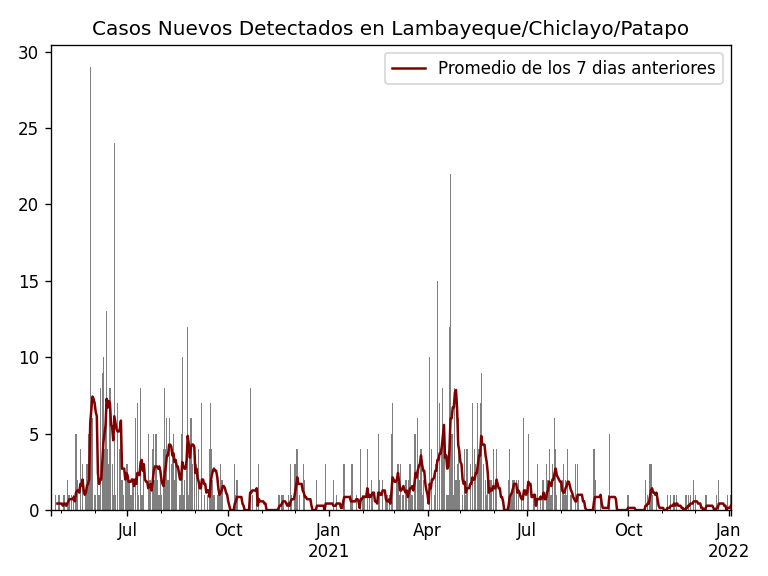 Casos Nuevos Detectados en Lambayeque/Chiclayo/Patapo
Promedio de los 7 dias anteriores
30
25
20
15
10
5
0
Jul
Oct
Jan
2021
Apr
Jul
Oct
Jan
2022